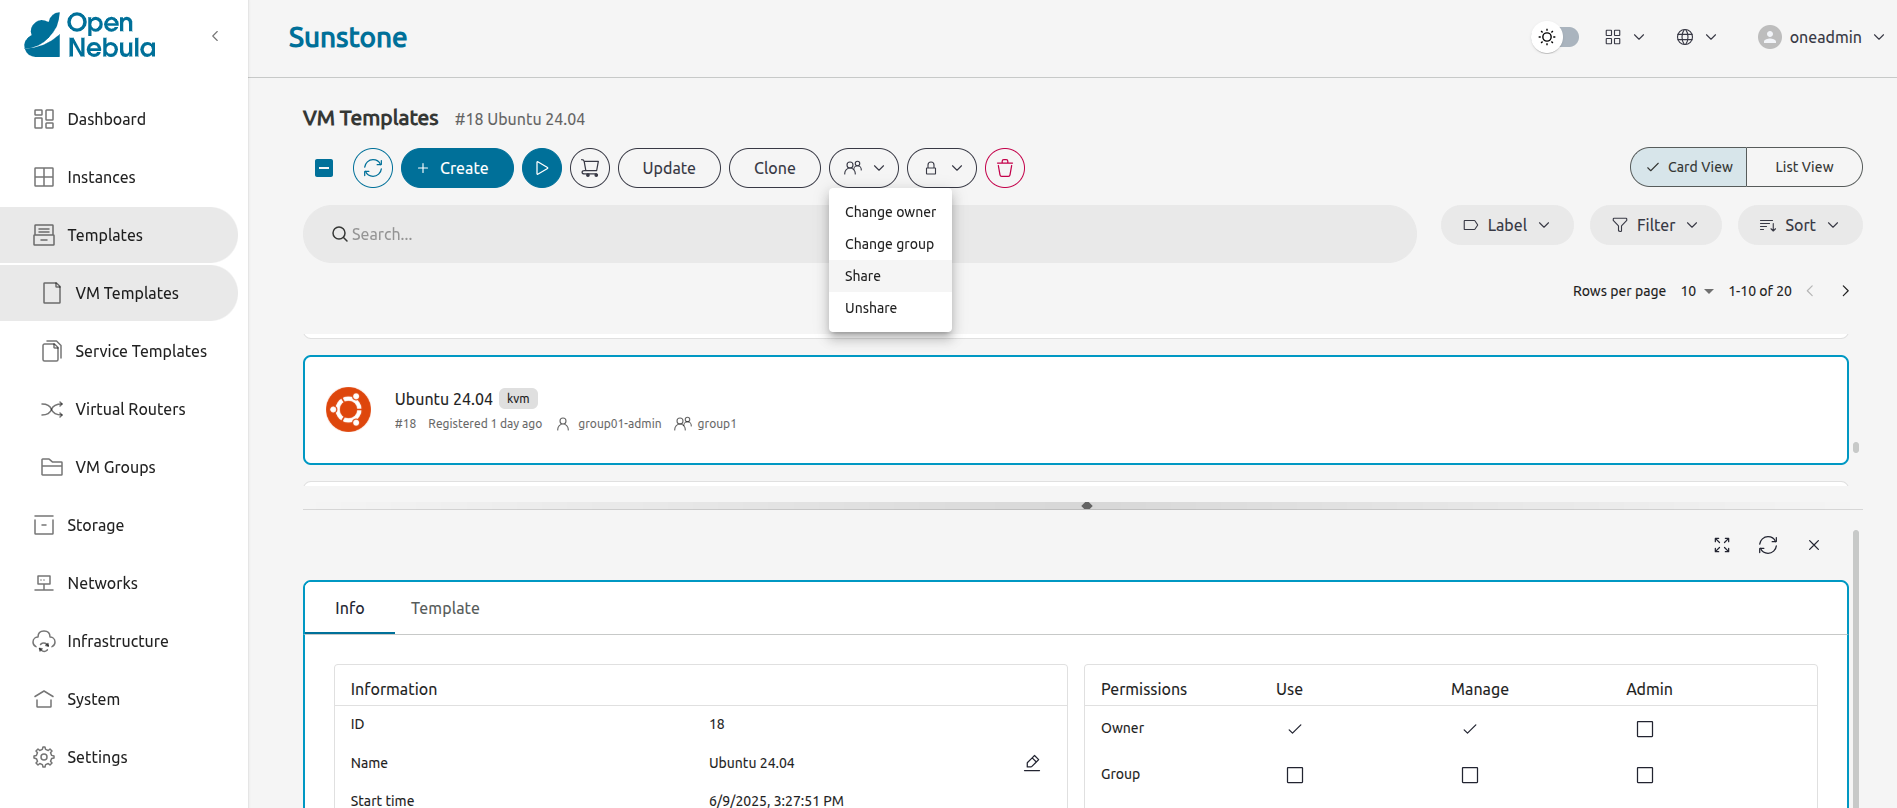 Open
Nebula
Sunstone
oneadmin
Dashboard
Instances
Templates
VM Templates
Service Templates
Virtual Routers
VM Groups
Storage
Networks
Infrastructure
System
Settings
VM Templates #18 Ubuntu 24.04
+ Create
Update
Clone
Card View
List View
Change owner
Change group
Share
Unshare
Search...
Label
Filter
Sort
Rows per page 10 1-10 of 20
Ubuntu 24.04 kvm
#18 Registered 1 day ago group01-admin group1
Info
Template
Information
ID 18
Name Ubuntu 24.04
Start time 6/9/2025, 3:27:51 PM
Permissions Use Manage Admin
Owner
Group